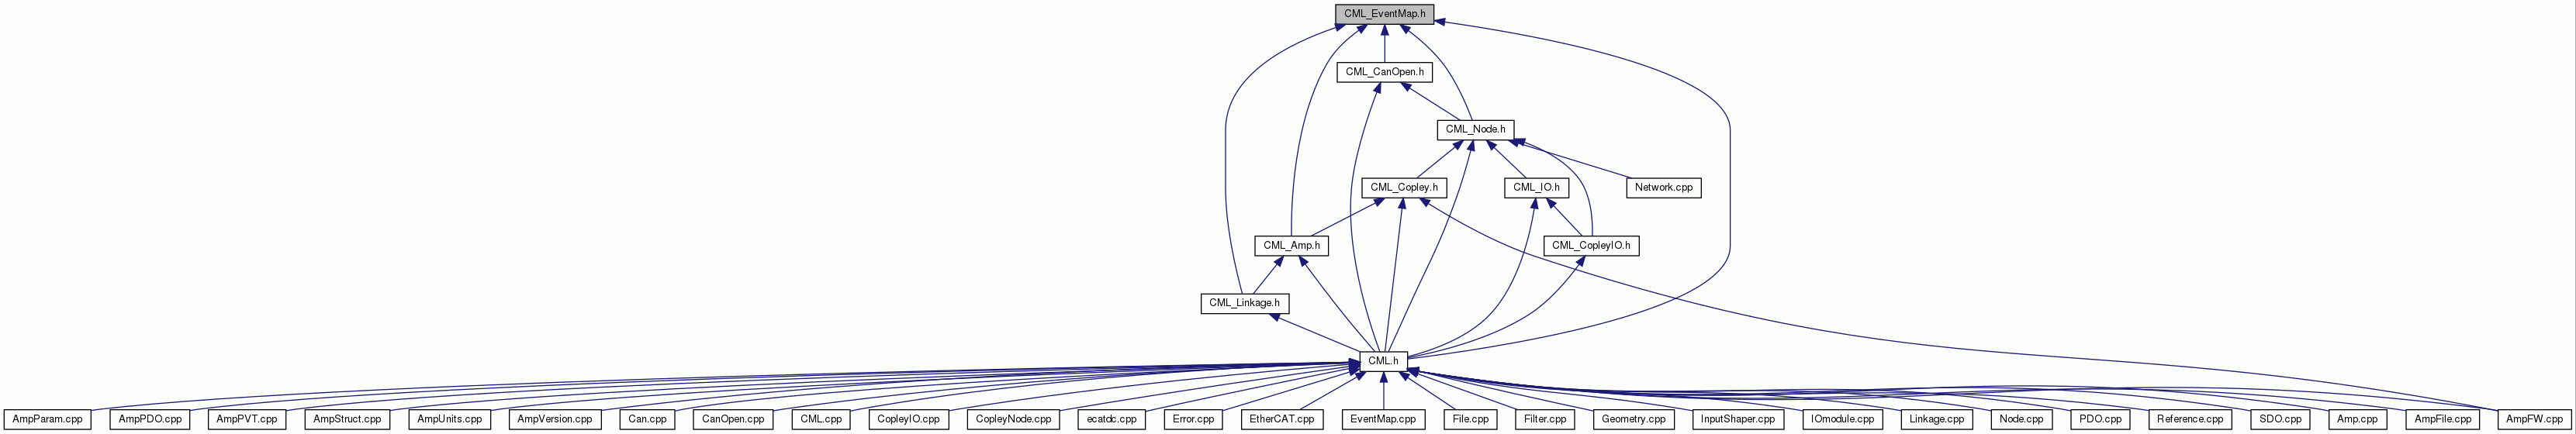 CML_EventMap.h
CML_CanOpen.h
CML_Node.h
CML_Copley.h
CML_IO.h
Network.cpp
CML_Amp.h
CML_CopleyIO.h
CML_Linkage.h
CML.h
AmpParam.cpp
AmpPDO.cpp
AmpPVT.cpp
AmpStruct.cpp
AmpUnits.cpp
AmpVersion.cpp
Can.cpp
CanOpen.cpp
CML.cpp
CopleyIO.cpp
CopleyNode.cpp
ecatdc.cpp
Error.cpp
EtherCAT.cpp
EventMap.cpp
File.cpp
Filter.cpp
Geometry.cpp
InputShaper.cpp
IOmodule.cpp
Linkage.cpp
Node.cpp
PDO.cpp
Reference.cpp
SDO.cpp
Amp.cpp
AmpFile.cpp
AmpFW.cpp